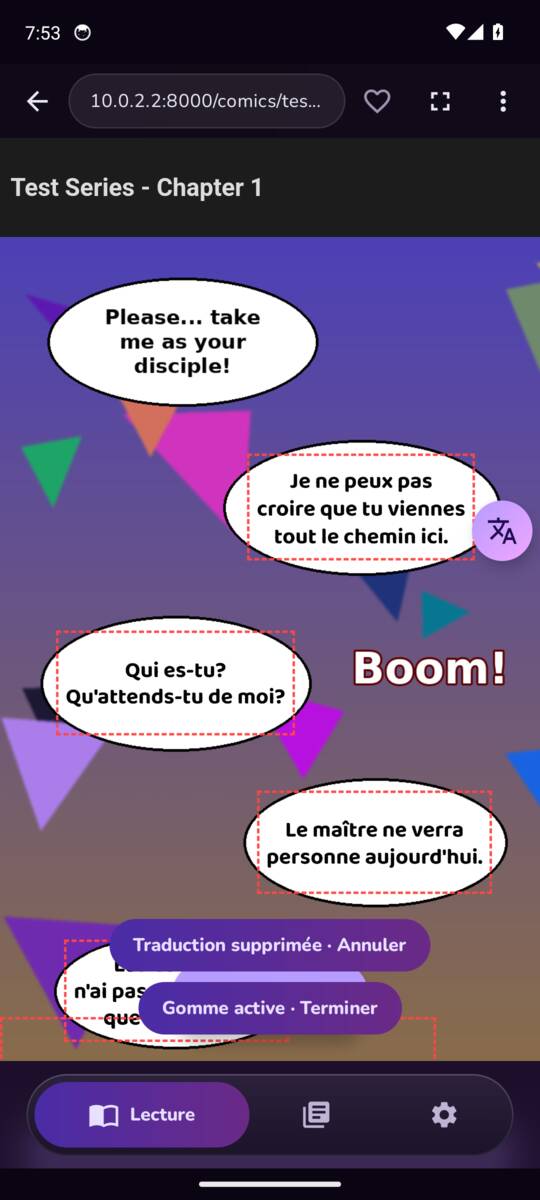 7:53
10.0.2.2:8000/comics/tes...
Test Series - Chapter 1
Please... take
me as your
disciple!
Je ne peux pas
croire que tu viennes
tout le chemin ici.
Qui es-tu?
Qu'attends-tu de moi?
Boom!
Le maître ne verra
personne aujourd'hui.
n'ai pas
que
Traduction supprimée · Annuler
Gomme active · Terminer
Lecture